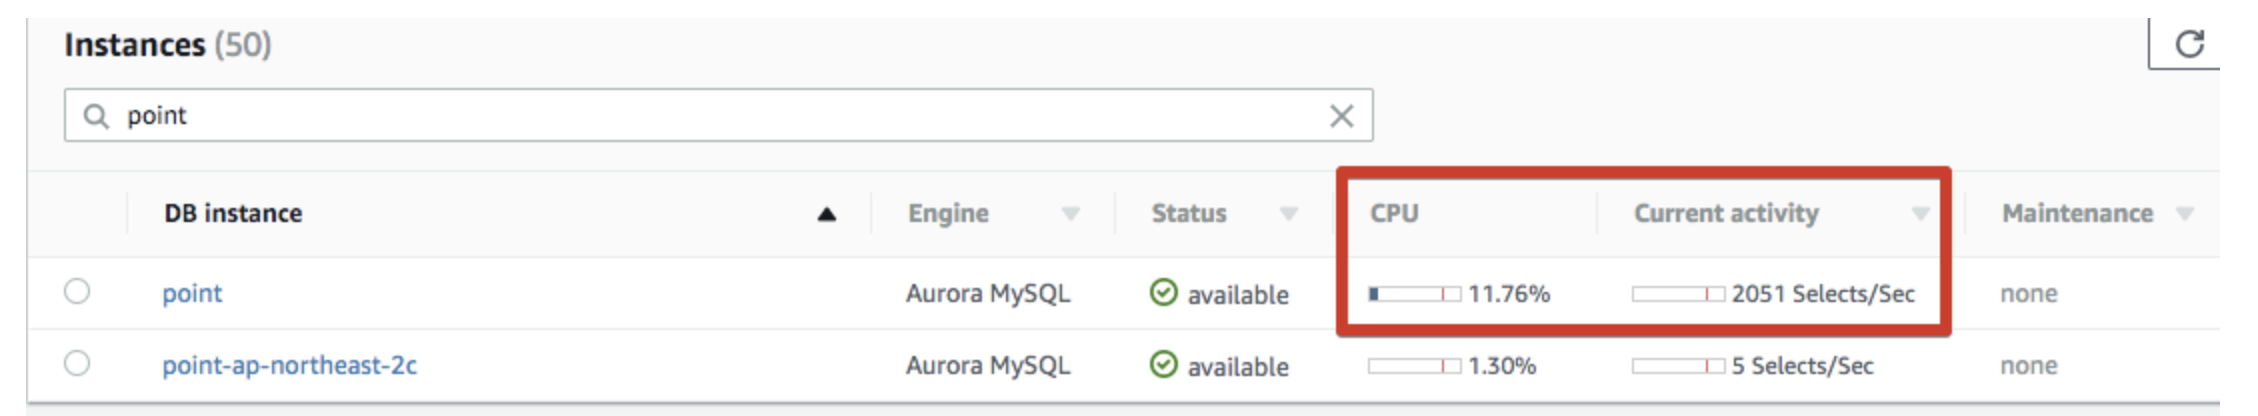 Instances (50)
point
DB instance Engine Status CPU Current activity Maintenance
point Aurora MySQL available 11.76% 2051 Selects/Sec none
point-ap-northeast-2c Aurora MySQL available 1.30% 5 Selects/Sec none